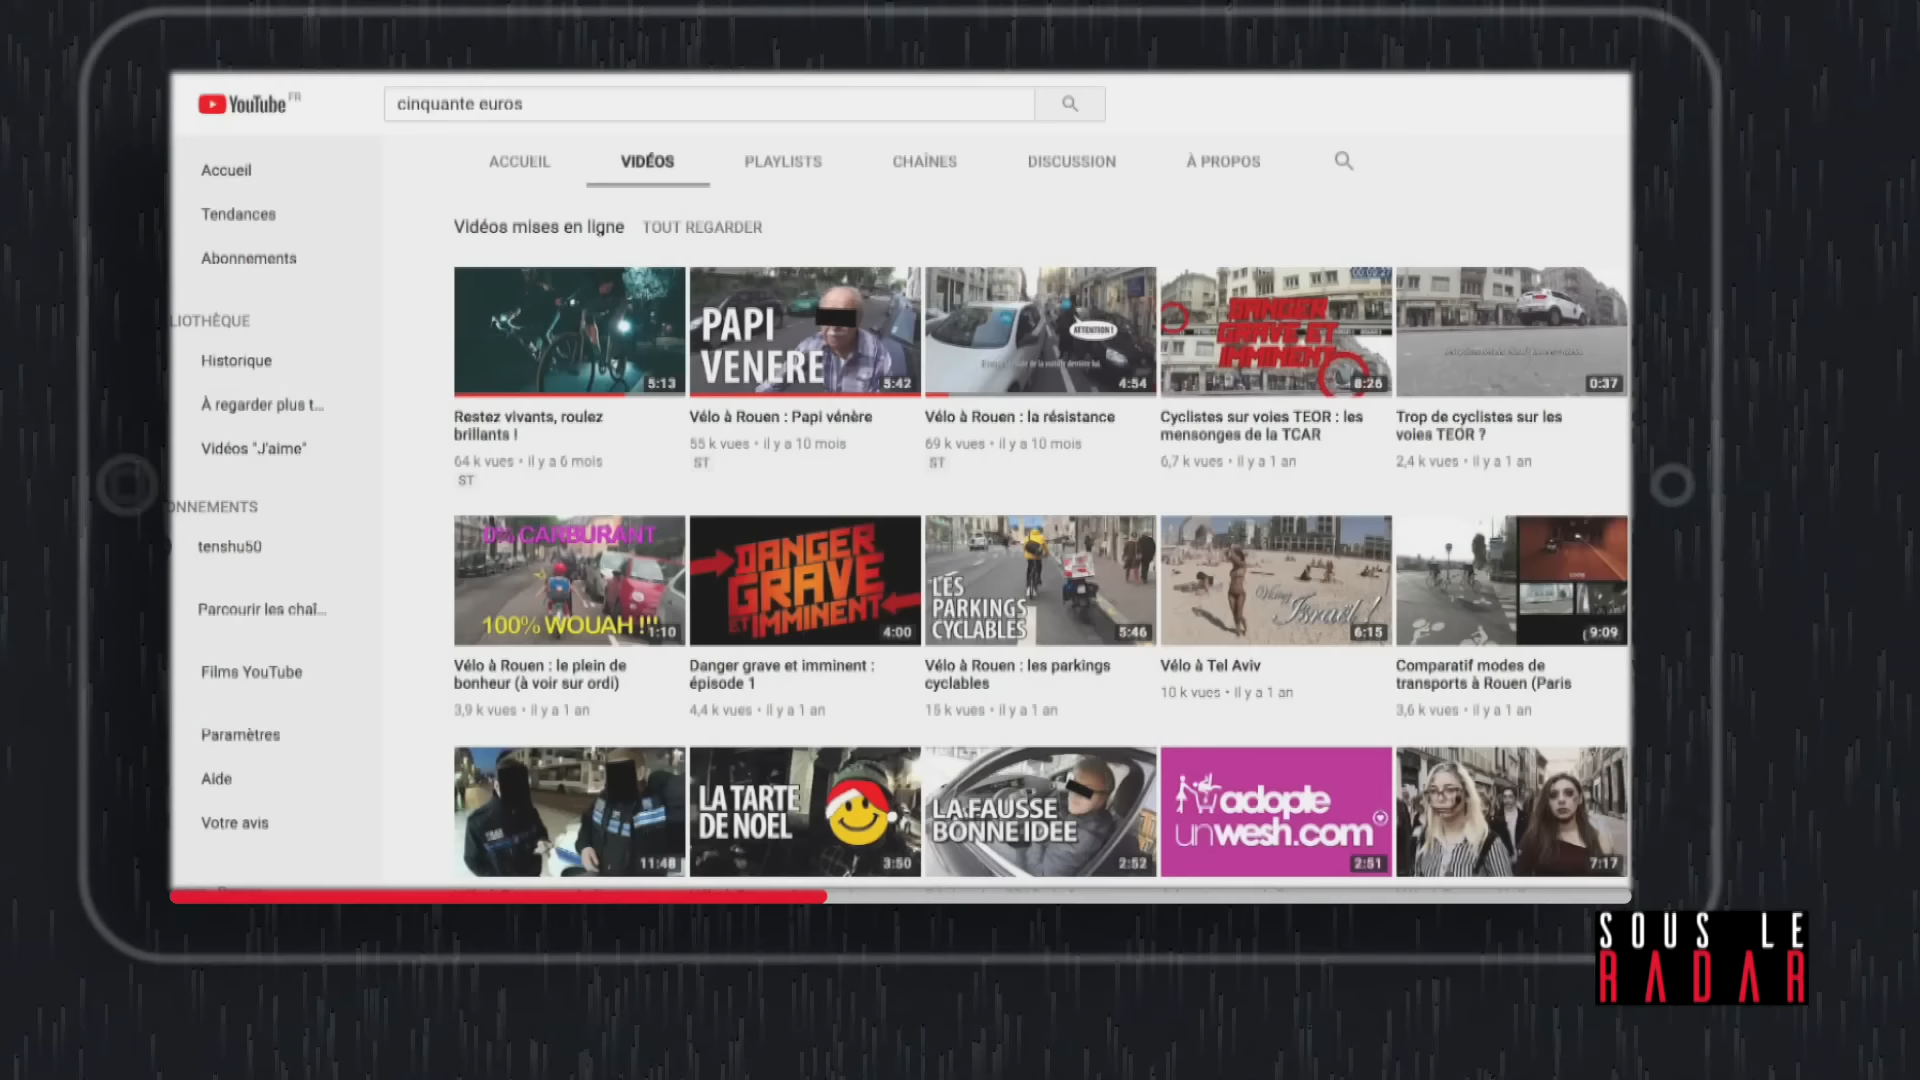 YouTube FR
cinquante euros
Accueil
Tendances
Abonnements
LIOTHÈQUE
Historique
À regarder plus t...
Vidéos "J'aime"
ONNEMENTS
tenshu50
Parcourir les chaî...
Films YouTube
Paramètres
Aide
Votre avis
ACCUEIL VIDÉOS PLAYLISTS CHAÎNES DISCUSSION À PROPOS
Vidéos mises en ligne TOUT REGARDER
5:13
PAPI
VENERE
5:42
ATTENTION !
4:54
DANGER
GRAVE ET
IMMINENT
8:26
0:37
Restez vivants, roulez
brillants !
64 k vues • il y a 6 mois
ST
Vélo à Rouen : Papi vénère
55 k vues • il y a 10 mois
ST
Vélo à Rouen : la résistance
69 k vues • il y a 10 mois
ST
Cyclistes sur voies TEOR : les
mensonges de la TCAR
6,7 k vues • il y a 1 an
Trop de cyclistes sur les
voies TEOR ?
2,4 k vues • il y a 1 an
0% CARBURANT
100% WOUAH !!!
1:10
DANGER
GRAVE
ET IMMINENT
4:00
LES
PARKINGS
CYCLABLES
5:46
Israël !
6:15
9:09
Vélo à Rouen : le plein de
bonheur (à voir sur ordi)
3,9 k vues • il y a 1 an
Danger grave et imminent :
épisode 1
4,4 k vues • il y a 1 an
Vélo à Rouen : les parkings
cyclables
15 k vues • il y a 1 an
Vélo à Tel Aviv
10 k vues • il y a 1 an
Comparatif modes de
transports à Rouen (Paris
3,6 k vues • il y a 1 an
11:48
LA TARTE
DE NOEL
3:50
LA FAUSSE
BONNE IDEE
2:52
adopte
unwesh.com
2:51
7:17
SOUS LE
RADAR